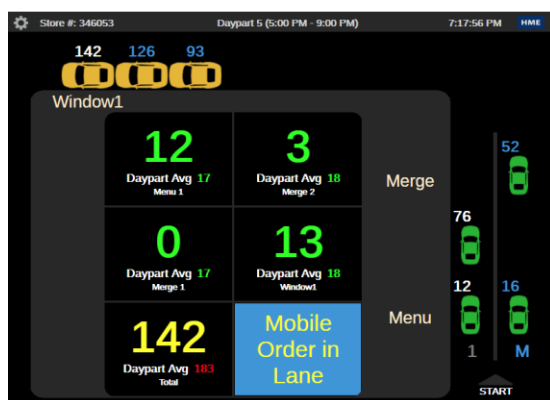 Store #: 346053 Daypart 5 (5:00 PM - 9:00 PM) 7:17:56 PM HME
142 126 93
Window1
12 3
Daypart Avg 17 Daypart Avg 18
Menu 1 Merge 2
Merge
52
76
0 13
Daypart Avg 17 Daypart Avg 18
Merge 1 Window1
12 16
Menu
142 Mobile
Order in
Lane
Daypart Avg 183
Total
1 M
START